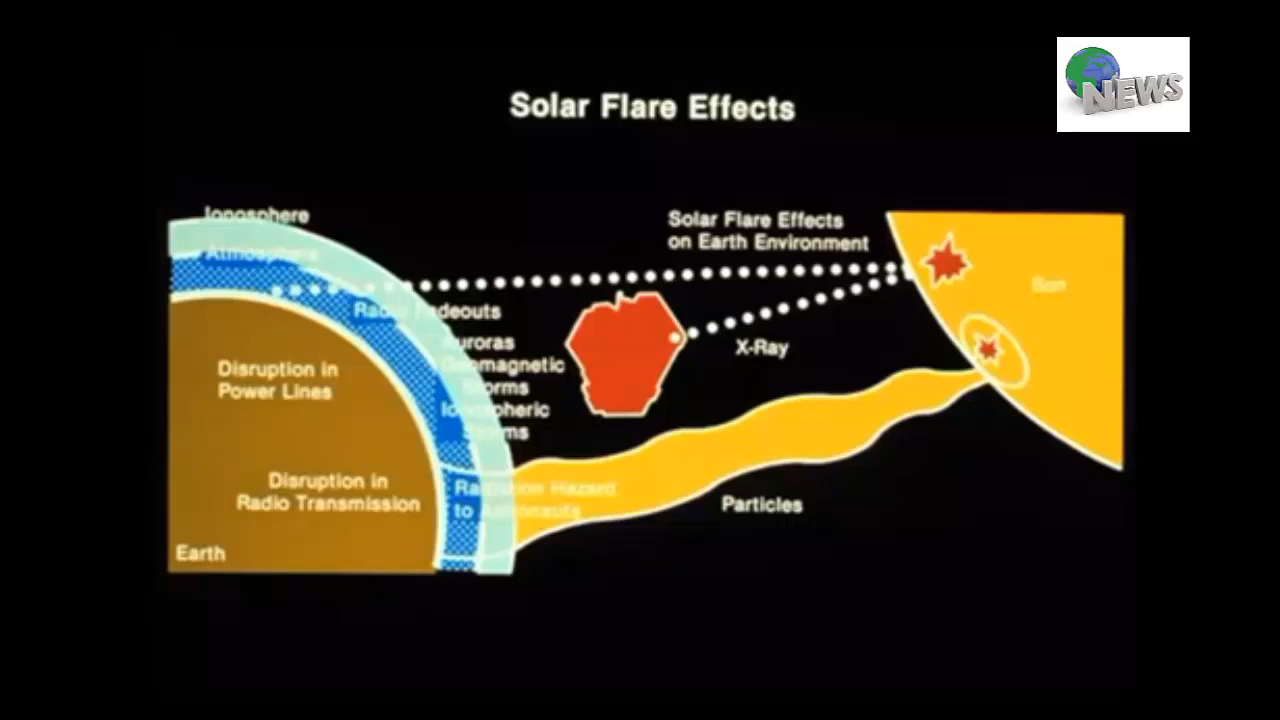 NEWS
Solar Flare Effects
Ionosphere
Solar Flare Effects
on Earth Environment
Atmosphere
Sun
Radio Fadeouts
Auroras
X-Ray
Geomagnetic
Disruption in
Storms
Power Lines
Ionospheric
Storms
Disruption in
Radiation Hazard
Radio Transmission
to Astronauts
Particles
Earth